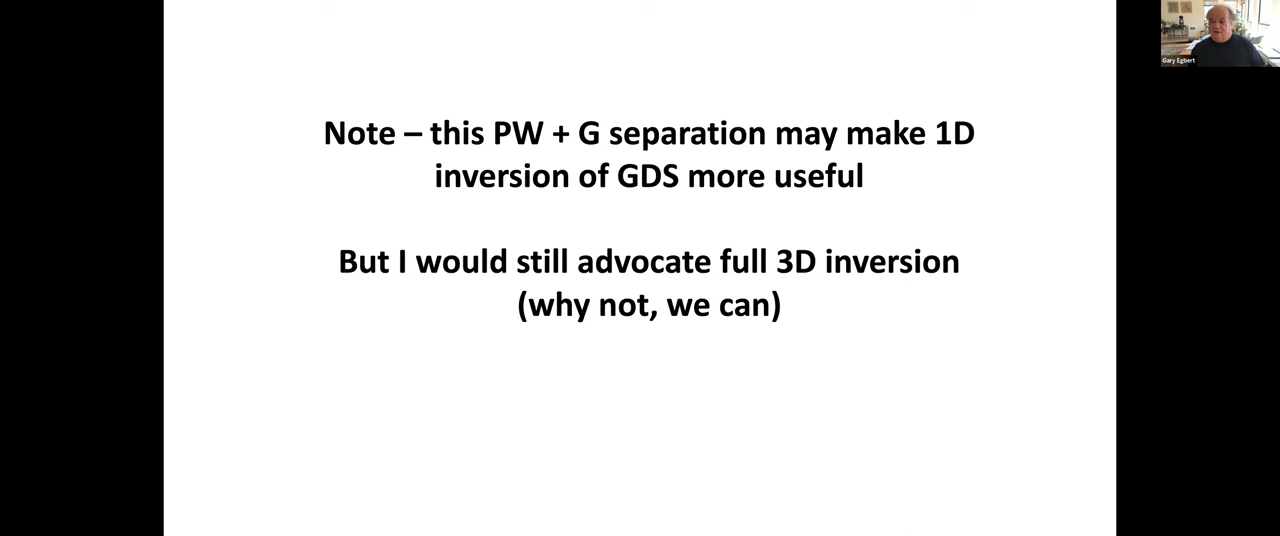 Gary Egbert
Note – this PW + G separation may make 1D
inversion of GDS more useful
But I would still advocate full 3D inversion
(why not, we can)